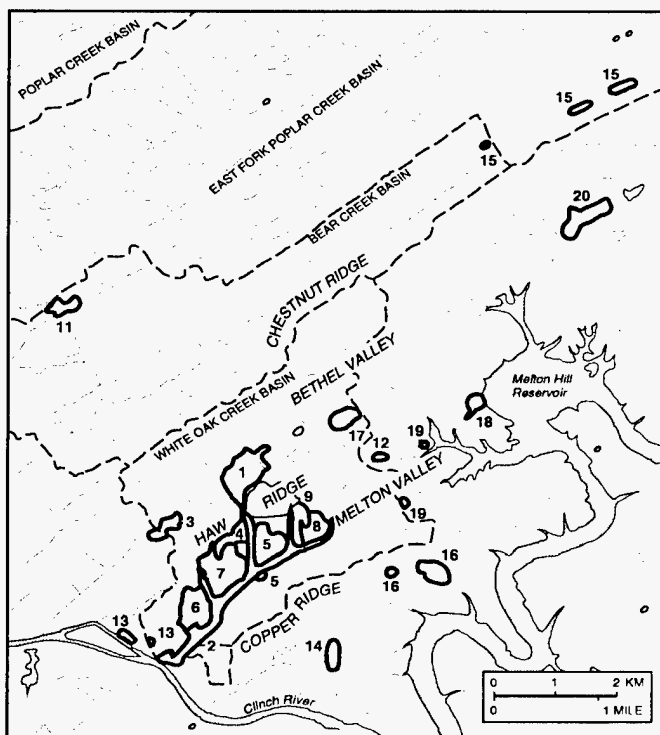 POPLAR CREEK BASIN
EAST FORK POPLAR CREEK BASIN
15
15
15
BEAR CREEK BASIN
20
11
CHESTNUT RIDGE
BETHEL VALLEY
Melton Hill
Reservoir
WHITE OAK CREEK BASIN
17
12
19
18
1
RIDGE
9
MELTON VALLEY
19
3
HAW
4
5
8
7
5
16
16
6
COPPER RIDGE
13
13
2
14
Clinch River
0 1 2 KM
0 1 MILE